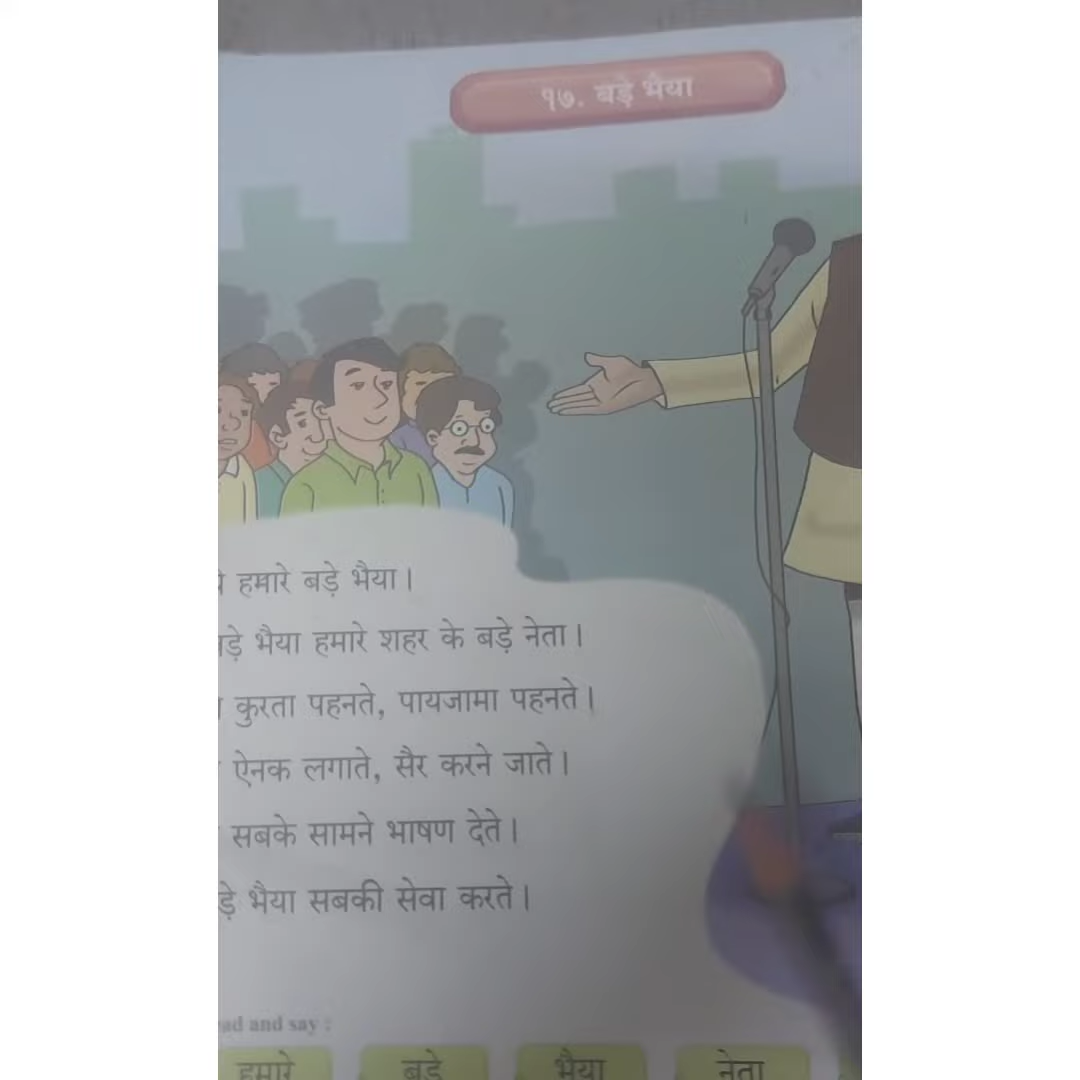 १७. बड़े भैया
हमारे बड़े भैया।
भैया हमारे शहर के बड़े नेता।
कुरता पहनते, पायजामा पहनते।
ऐनक लगाते, सैर करने जाते।
सबके सामने भाषण देते।
भैया सबकी सेवा करते।
and say :
हमारे बड़े भैया नेता